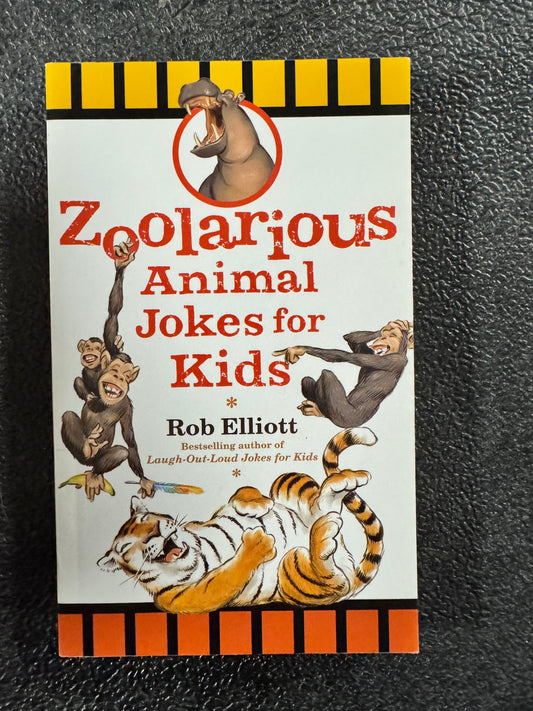 Zoolarious
Animal
Jokes for
Kids
*
Rob Elliott
Bestselling author of
Laugh-Out-Loud Jokes for Kids
*